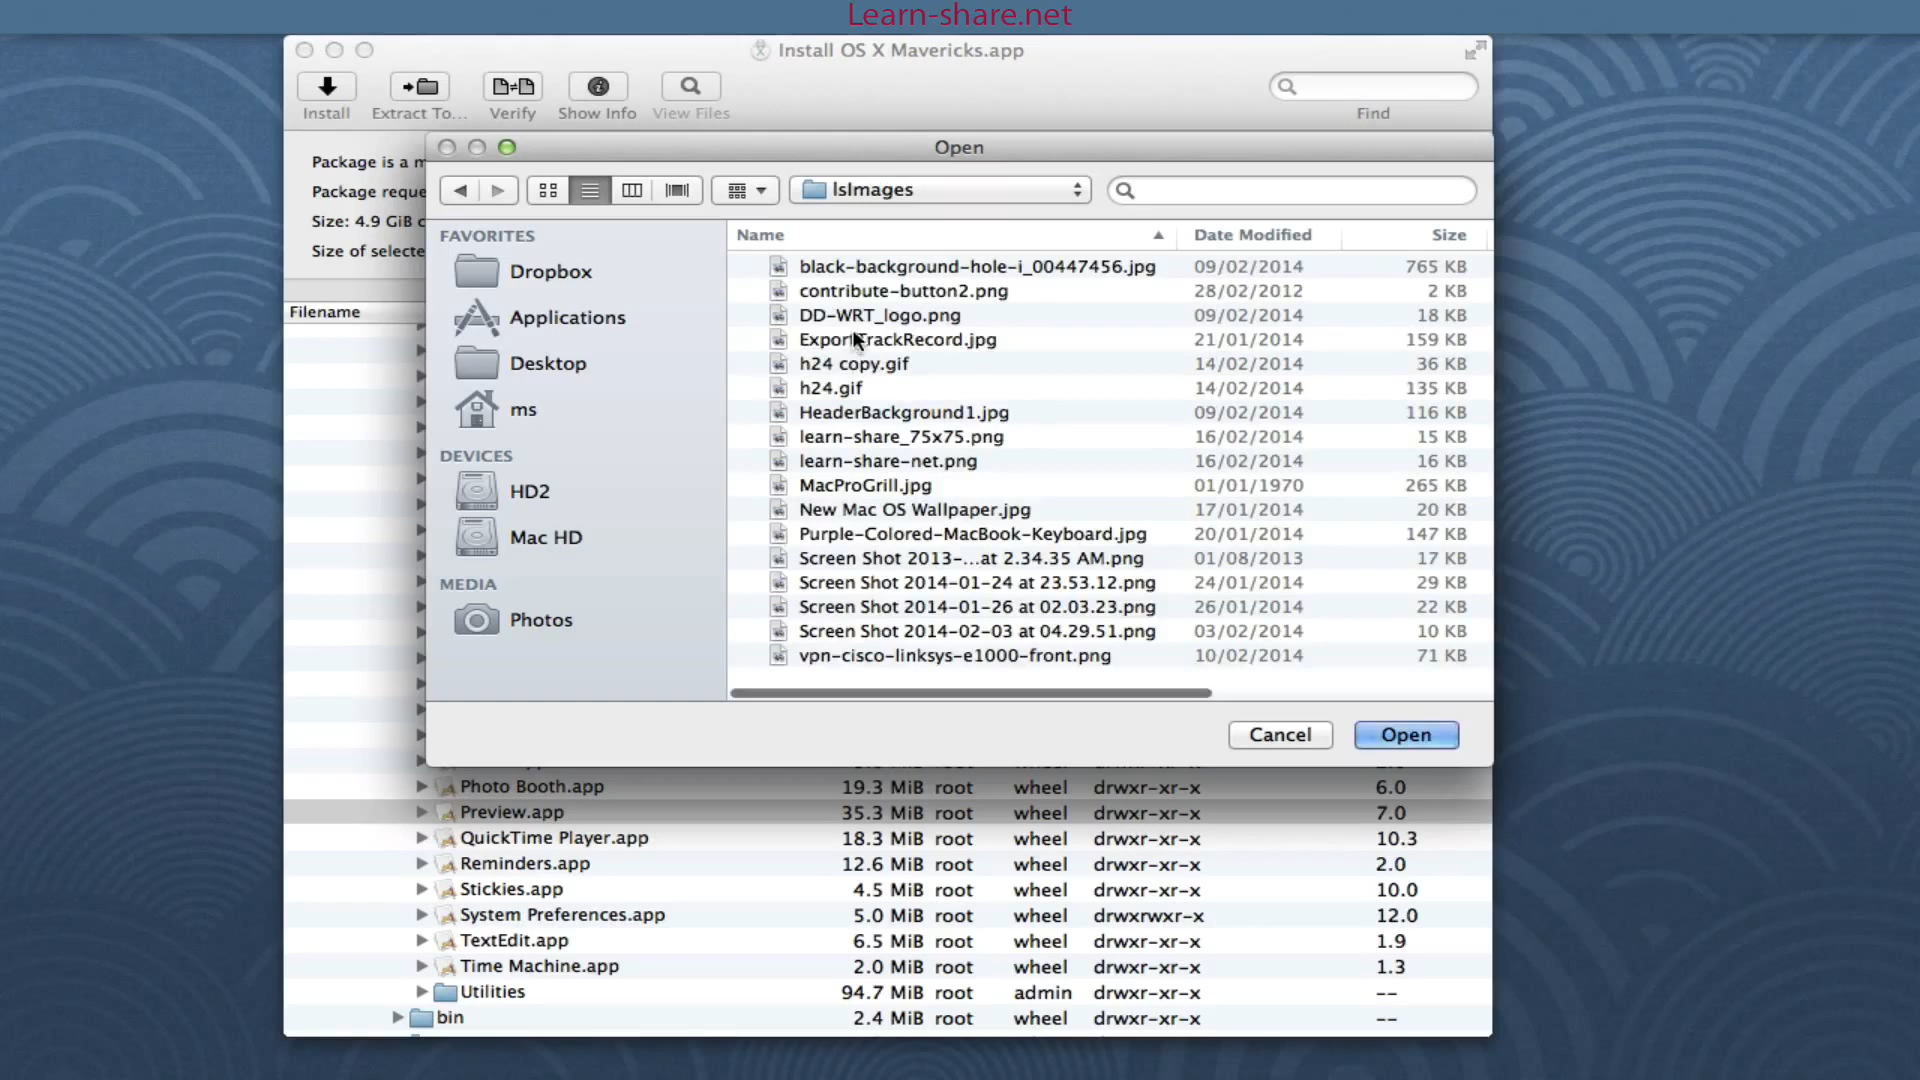 Learn-share.net
Install OS X Mavericks.app
Install Extract To... Verify Show Info View Files Find
Package is a
Package reque
Size: 4.9 GiB
Size of selecte
Filename
Open
lsImages
FAVORITES
Dropbox
Applications
Desktop
ms
DEVICES
HD2
Mac HD
MEDIA
Photos
Name Date Modified Size
black-background-hole-i_00447456.jpg 09/02/2014 765 KB
contribute-button2.png 28/02/2012 2 KB
DD-WRT_logo.png 09/02/2014 18 KB
ExportTrackRecord.jpg 21/01/2014 159 KB
h24 copy.gif 14/02/2014 36 KB
h24.gif 14/02/2014 135 KB
HeaderBackground1.jpg 09/02/2014 116 KB
learn-share_75x75.png 16/02/2014 15 KB
learn-share-net.png 16/02/2014 16 KB
MacProGrill.jpg 01/01/1970 265 KB
New Mac OS Wallpaper.jpg 17/01/2014 20 KB
Purple-Colored-MacBook-Keyboard.jpg 20/01/2014 147 KB
Screen Shot 2013-...at 2.34.35 AM.png 01/08/2013 17 KB
Screen Shot 2014-01-24 at 23.53.12.png 24/01/2014 29 KB
Screen Shot 2014-01-26 at 02.03.23.png 26/01/2014 22 KB
Screen Shot 2014-02-03 at 04.29.51.png 03/02/2014 10 KB
vpn-cisco-linksys-e1000-front.png 10/02/2014 71 KB
Cancel Open
Photo Booth.app 19.3 MiB root wheel drwxr-xr-x 6.0
Preview.app 35.3 MiB root wheel drwxr-xr-x 7.0
QuickTime Player.app 18.3 MiB root wheel drwxr-xr-x 10.3
Reminders.app 12.6 MiB root wheel drwxr-xr-x 2.0
Stickies.app 4.5 MiB root wheel drwxr-xr-x 10.0
System Preferences.app 5.0 MiB root wheel drwxrwxr-x 12.0
TextEdit.app 6.5 MiB root wheel drwxr-xr-x 1.9
Time Machine.app 2.0 MiB root wheel drwxr-xr-x 1.3
Utilities 94.7 MiB root admin drwxr-xr-x --
bin 2.4 MiB root wheel drwxr-xr-x --